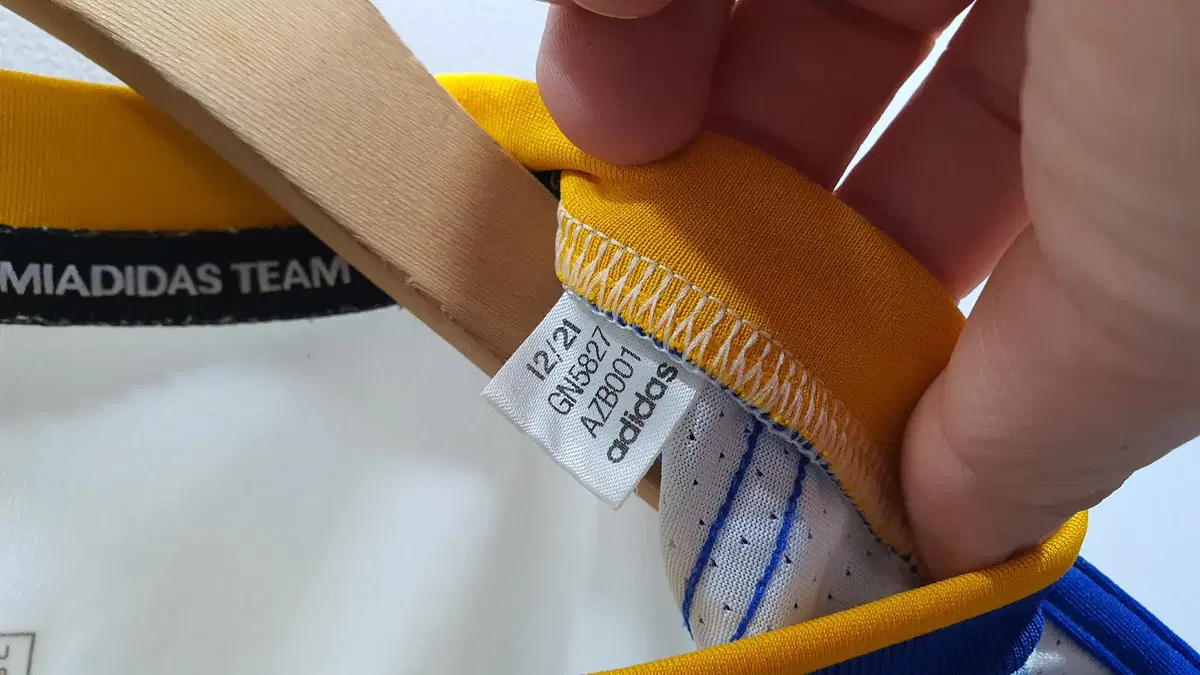 MIADIDAS TEAM
12/21
GN5827
AZB001
adidas